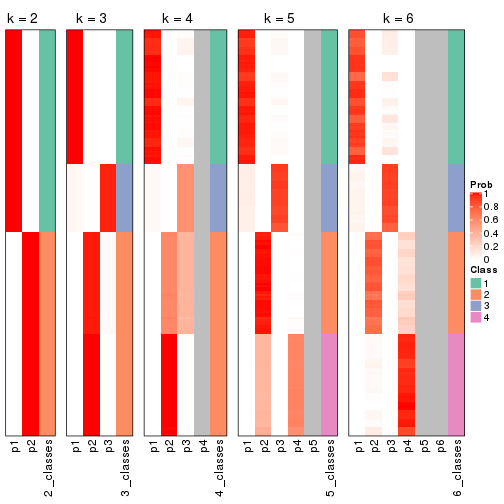 k = 2
k = 3
k = 4
k = 5
k = 6
Prob
1
0.8
0.6
0.4
0.2
0
Class
1
2
3
4
p1
p2
2_classes
p1
p2
p3
3_classes
p1
p2
p3
p4
4_classes
p1
p2
p3
p4
p5
5_classes
p1
p2
p3
p4
p5
p6
6_classes